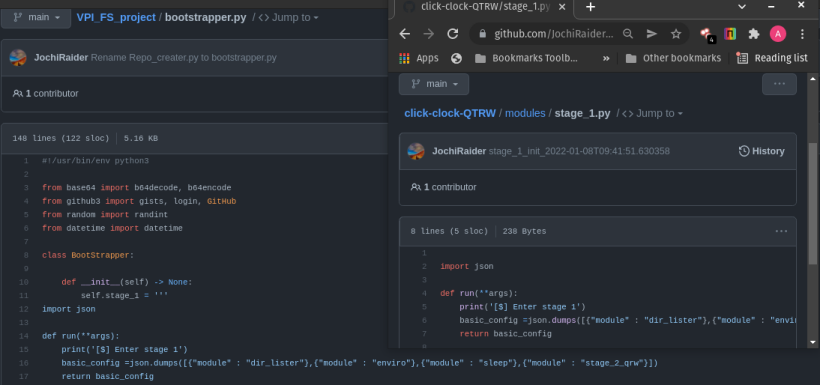 main
VPI_FS_project / bootstrapper.py / <> Jump to
JochiRaider Rename Repo_creater.py to bootstrapper.py
1 contributor
148 lines (122 sloc) | 5.16 KB
1 #!/usr/bin/env python3
2
3 from base64 import b64decode, b64encode
4 from github3 import gists, login, GitHub
5 from random import randint
6 from datetime import datetime
7
8 class BootStrapper:
9
10 def __init__(self) -> None:
11 self.stage_1 = '''
12 import json
13
14 def run(**args):
15 print('[$] Enter stage 1')
16 basic_config =json.dumps([{"module" : "dir_lister"},{"module" : "enviro"},{"module" : "sleep"},{"module" : "stage_2_qrw"}])
17 return basic_config
click-clock-QTRW/stage_1.py
github.com/JochiRaider...
4
A
Apps
Bookmarks Toolb...
»
Other bookmarks
Reading list
main
...
click-clock-QTRW / modules / stage_1.py / <> Jump to
JochiRaider stage_1_init_2022-01-08T09:41:51.630358
History
1 contributor
8 lines (5 sloc) | 238 Bytes
...
1
2 import json
3
4 def run(**args):
5 print('[$] Enter stage 1')
6 basic_config =json.dumps([{"module" : "dir_lister"},{"module" : "enviro
7 return basic_config
8